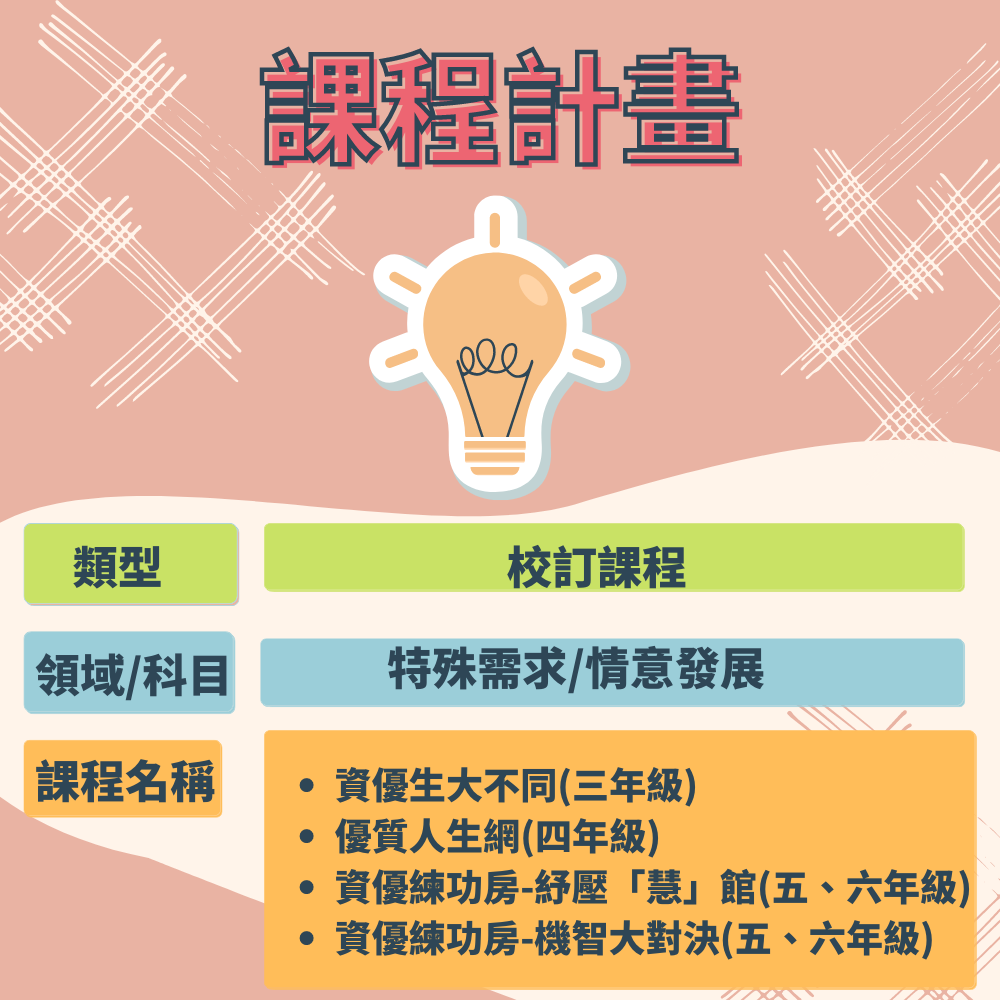 課程計畫
類型
校訂課程
領域/科目
特殊需求/情意發展
課程名稱
• 資優生大不同(三年級)
• 優質人生網(四年級)
• 資優練功房-紓壓「慧」館(五、六年級)
• 資優練功房-機智大對決(五、六年級)